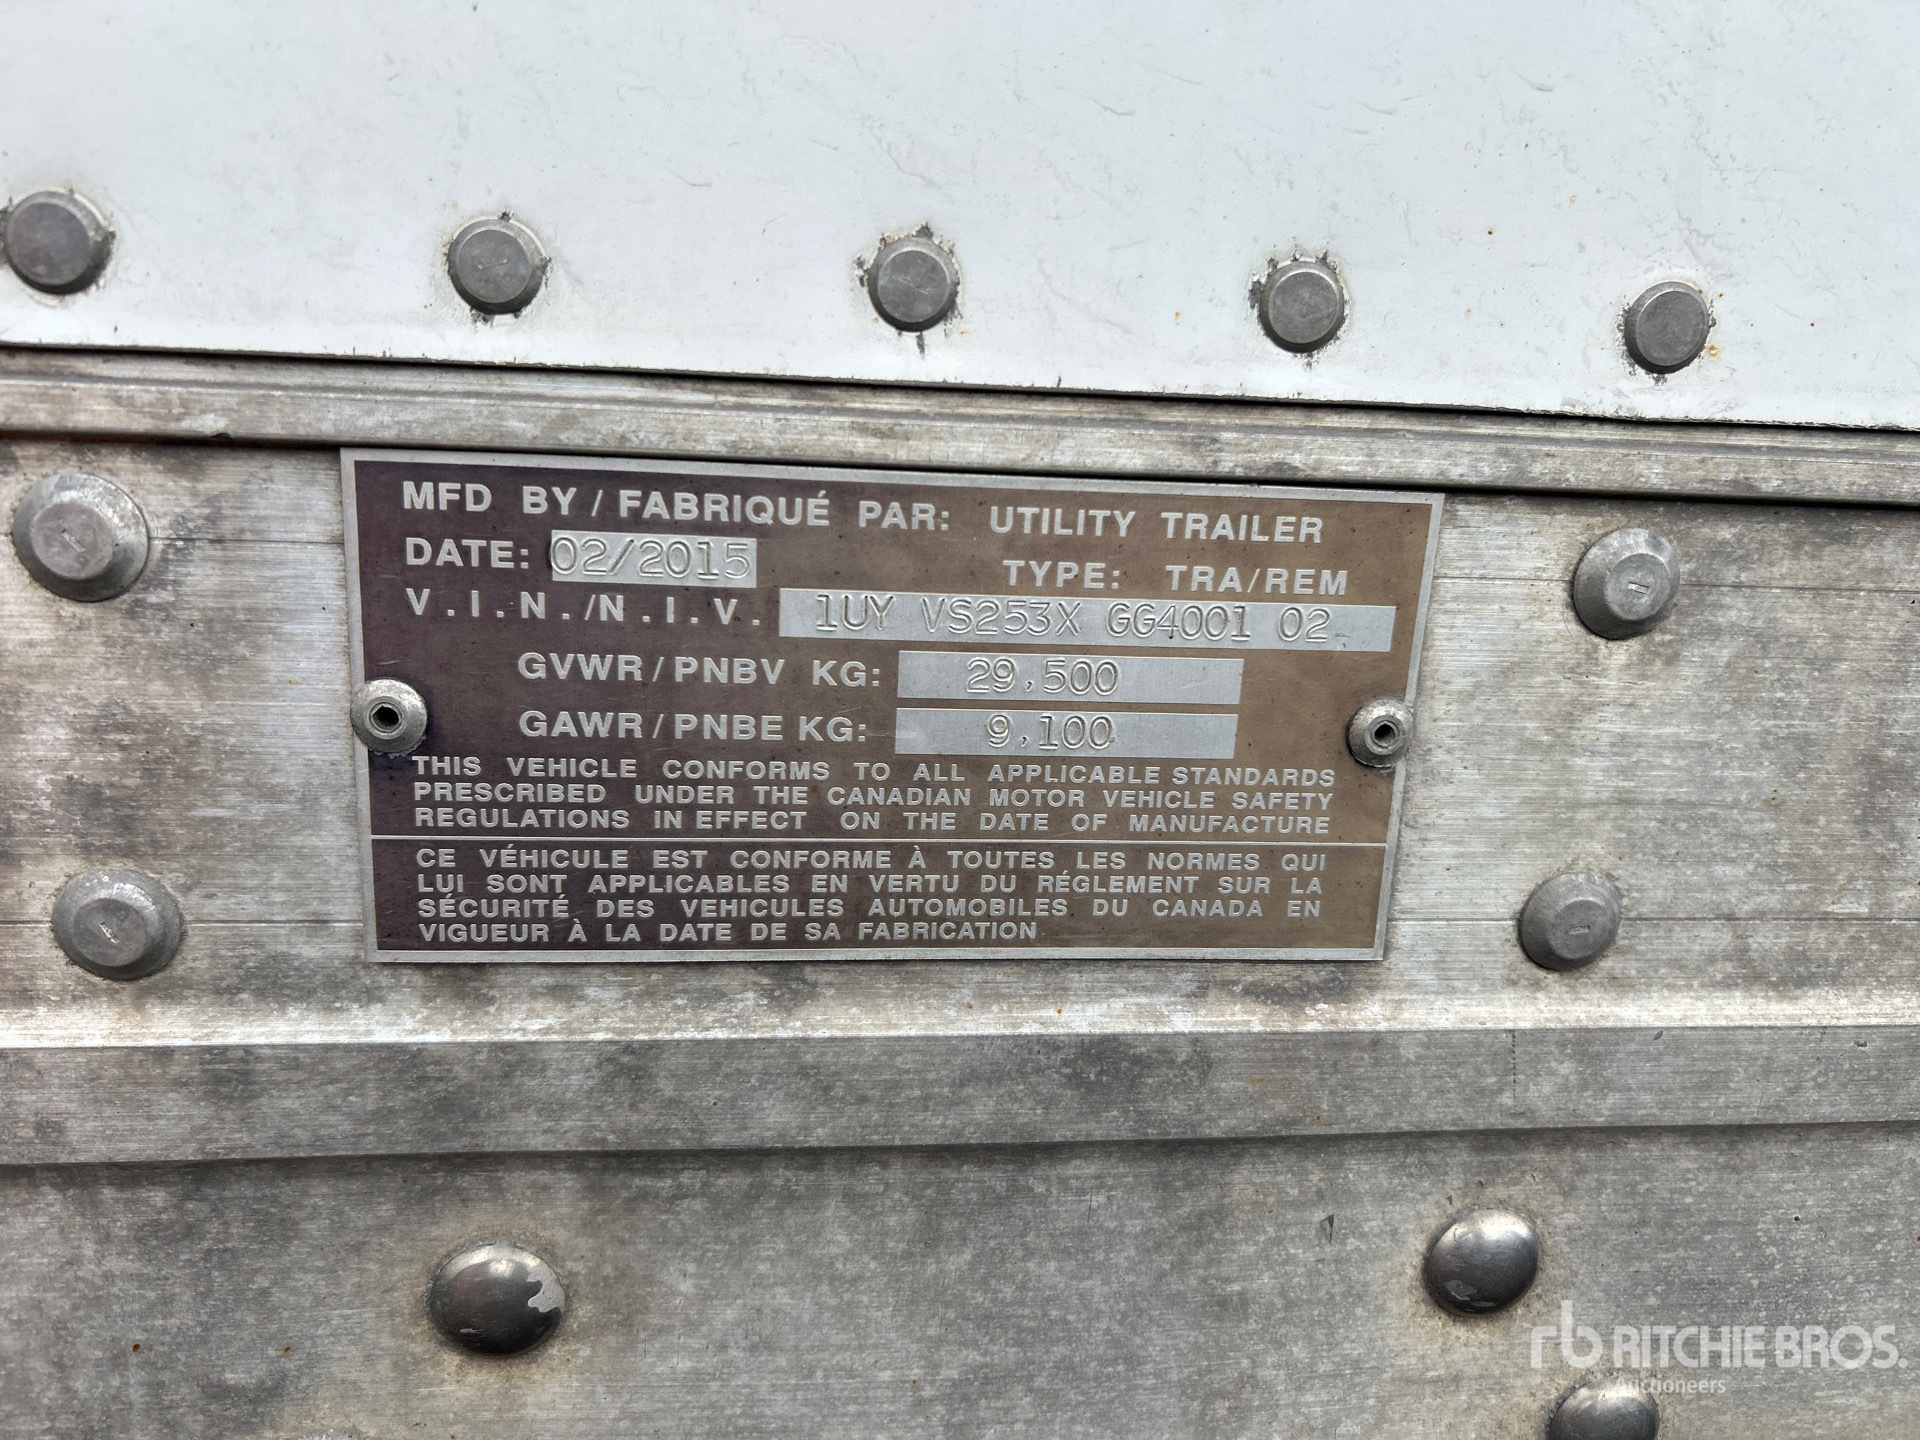 MFD BY / FABRIQUÉ PAR: UTILITY TRAILER
DATE: 02/2015 TYPE: TRA/REM
V.I.N./N.I.V. 1UY VS253X GG4001 02
GVWR/PNBV KG: 29,500
GAWR/PNBE KG: 9,100
THIS VEHICLE CONFORMS TO ALL APPLICABLE STANDARDS
PRESCRIBED UNDER THE CANADIAN MOTOR VEHICLE SAFETY
REGULATIONS IN EFFECT ON THE DATE OF MANUFACTURE
CE VÉHICULE EST CONFORME À TOUTES LES NORMES QUI
LUI SONT APPLICABLES EN VERTU DU RÉGLEMENT SUR LA
SÉCURITÉ DES VEHICULES AUTOMOBILES DU CANADA EN
VIGUEUR À LA DATE DE SA FABRICATION
rb RITCHIE BROS.
Auctioneers